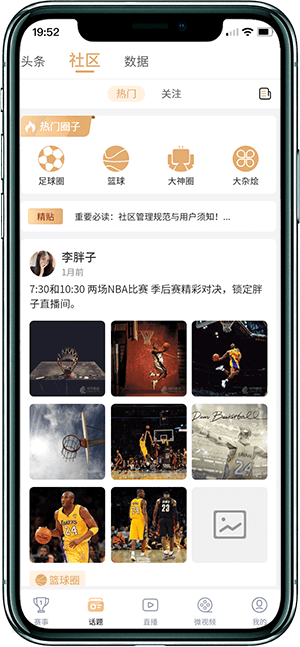 19:52
头条 社区 数据
热门 关注
热门圈子
足球圈 篮球 大神圈 大杂烩
精贴 重要必读：社区管理规范与用户须知！...
李胖子
1月前
7:30和10:30 两场NBA比赛 季后赛精彩对决，锁定胖
子直播间。
24
24 23
篮球圈
赛事 话题 直播 微视频 我的